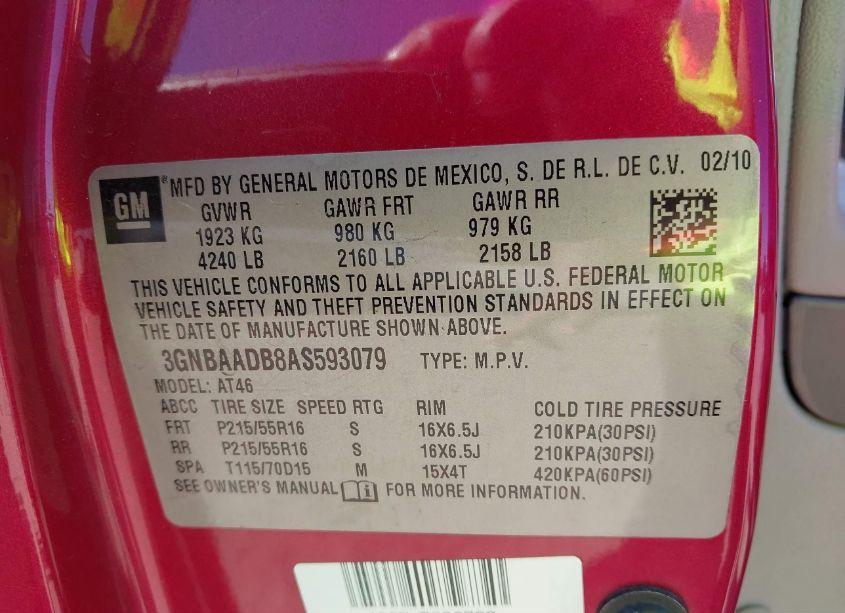 GM ®MFD BY GENERAL MOTORS DE MEXICO, S. DE R.L. DE C.V. 02/10
GVWR GAWR FRT GAWR RR
1923 KG 980 KG 979 KG
4240 LB 2160 LB 2158 LB
THIS VEHICLE CONFORMS TO ALL APPLICABLE U.S. FEDERAL MOTOR
VEHICLE SAFETY AND THEFT PREVENTION STANDARDS IN EFFECT ON
THE DATE OF MANUFACTURE SHOWN ABOVE.
3GNBAADB8AS593079 TYPE: M.P.V.
MODEL: AT46
ABCC TIRE SIZE SPEED RTG RIM COLD TIRE PRESSURE
FRT P215/55R16 S 16X6.5J 210KPA(30PSI)
RR P215/55R16 S 16X6.5J 210KPA(30PSI)
SPA T115/70D15 M 15X4T 420KPA(60PSI)
SEE OWNER'S MANUAL FOR MORE INFORMATION.